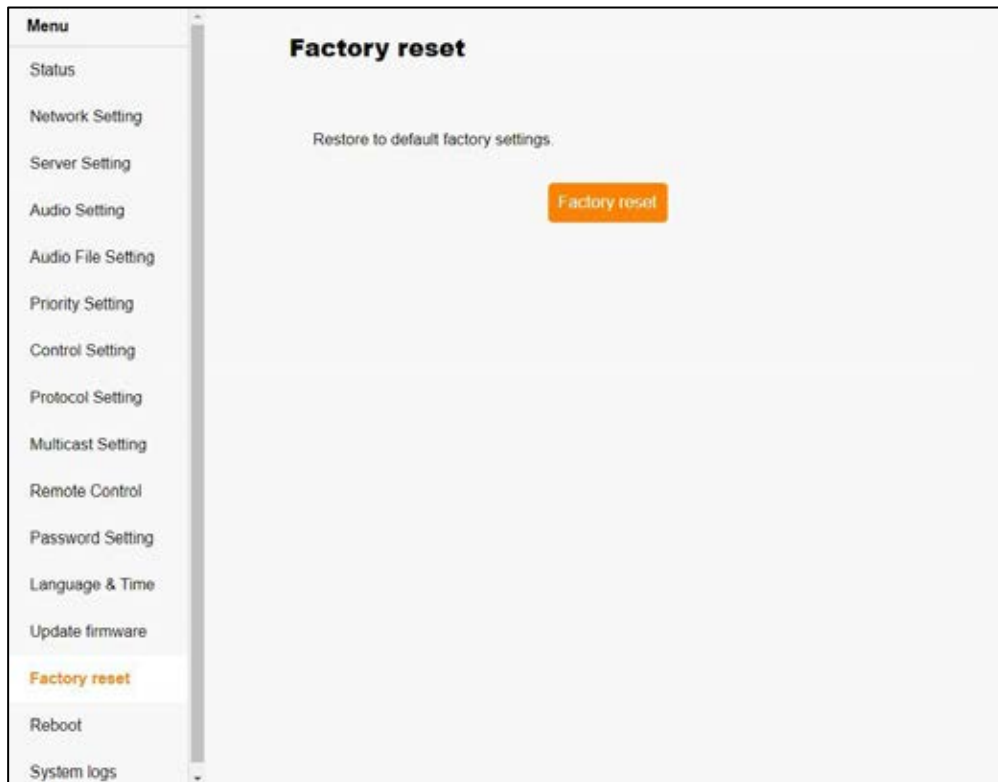 Menu
Status
Network Setting
Server Setting
Audio Setting
Audio File Setting
Priority Setting
Control Setting
Protocol Setting
Multicast Setting
Remote Control
Password Setting
Language & Time
Update firmware
Factory reset
Reboot
System logs
Factory reset
Restore to default factory settings.
Factory reset